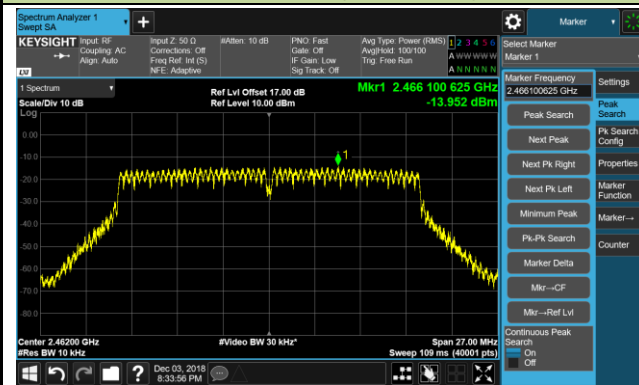 Spectrum Analyzer 1
Swept SA
Marker
KEYSIGHT
Input: RF
Coupling: AC
Align: Auto
Input Z: 50 Ω
Corrections: Off
Freq Ref: Int (S)
NFE: Adaptive
#Atten: 10 dB
PNO: Fast
Gate: Off
IF Gain: Low
Sig Track: Off
Avg Type: Power (RMS)
Avg|Hold: 100/100
Trig: Free Run
1 2 3 4 5 6
A W W W W W
A N N N N N
LXI
Select Marker
Marker 1
1 Spectrum
Scale/Div 10 dB
Log
Ref Lvl Offset 17.00 dB
Ref Level 10.00 dBm
Mkr1 2.466 100 625 GHz
-13.952 dBm
0.00
-10.0
-20.0
-30.0
-40.0
-50.0
-60.0
-70.0
-80.0
1
Center 2.46200 GHz
#Res BW 10 kHz
#Video BW 30 kHz*
Span 27.00 MHz
Sweep 109 ms (40001 pts)
Marker Frequency
2.466100625 GHz
Peak Search
Next Peak
Next Pk Right
Next Pk Left
Minimum Peak
Pk-Pk Search
Marker Delta
Mkr→CF
Mkr→Ref Lvl
Continuous Peak
Search
On
Off
Settings
Peak
Search
Pk Search
Config
Properties
Marker
Function
Marker→
Counter
Dec 03, 2018
8:33:56 PM